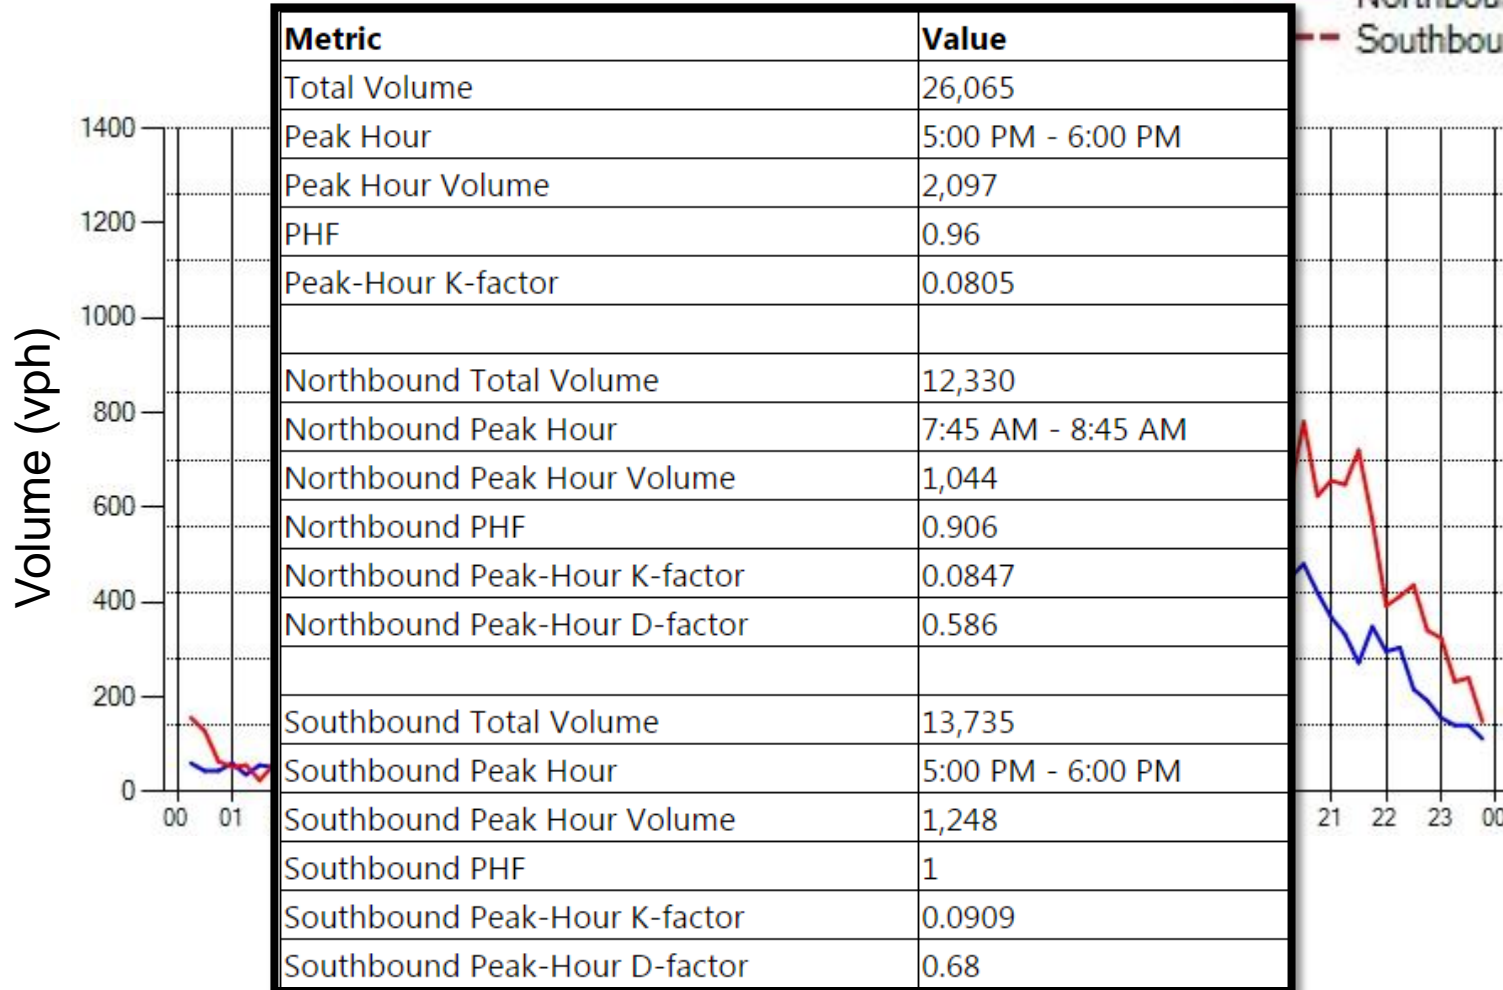 Southbou
Metric Value
Total Volume 26,065
Peak Hour 5:00 PM - 6:00 PM
Peak Hour Volume 2,097
PHF 0.96
Peak-Hour K-factor 0.0805
Northbound Total Volume 12,330
Northbound Peak Hour 7:45 AM - 8:45 AM
Northbound Peak Hour Volume 1,044
Northbound PHF 0.906
Northbound Peak-Hour K-factor 0.0847
Northbound Peak-Hour D-factor 0.586
Southbound Total Volume 13,735
Southbound Peak Hour 5:00 PM - 6:00 PM
Southbound Peak Hour Volume 1,248
Southbound PHF 1
Southbound Peak-Hour K-factor 0.0909
Southbound Peak-Hour D-factor 0.68
Volume (vph)
1400
1200
1000
800
600
400
200
0
00 01 21 22 23 00